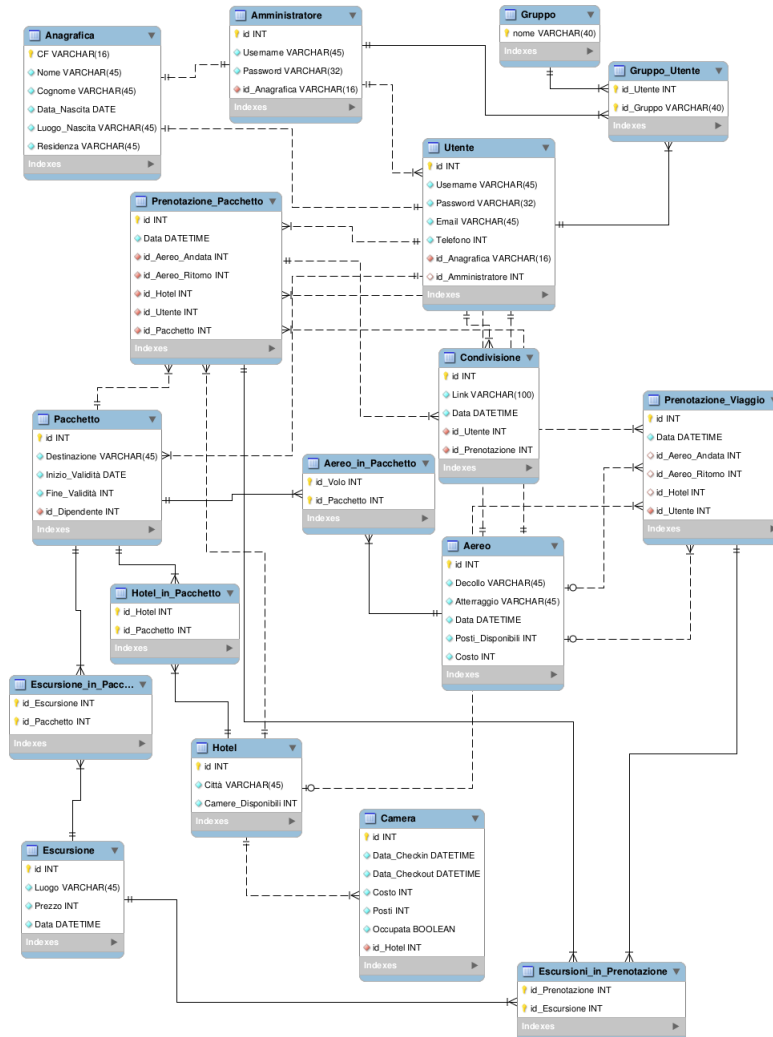 Amministratore
id INT
Username VARCHAR(45)
Password VARCHAR(32)
id_Anagrafica VARCHAR(16)
Indexes
Gruppo
nome VARCHAR(40)
Indexes
Anagrafica
CF VARCHAR(16)
Nome VARCHAR(45)
Cognome VARCHAR(45)
Data_Nascita DATE
Luogo_Nascita VARCHAR(45)
Residenza VARCHAR(45)
Indexes
Gruppo_Utente
id_Utente INT
id_Gruppo VARCHAR(40)
Indexes
Utente
id INT
Username VARCHAR(45)
Password VARCHAR(32)
Email VARCHAR(45)
Telefono INT
id_Anagrafica VARCHAR(16)
id_Amministratore INT
Indexes
Prenotazione_Pacchetto
id INT
Data DATETIME
id_Aereo_Andata INT
id_Aereo_Ritorno INT
id_Hotel INT
id_Utente INT
id_Pacchetto INT
Indexes
Condivisione
id INT
Link VARCHAR(100)
Data DATETIME
id_Utente INT
id_Prenotazione INT
Indexes
Prenotazione_Viaggio
id INT
Data DATETIME
id_Aereo_Andata INT
id_Aereo_Ritorno INT
id_Hotel INT
id_Utente INT
Indexes
Pacchetto
id INT
Destinazione VARCHAR(45)
Inizio_Validità DATE
Fine_Validità INT
id_Dipendente INT
Indexes
Aereo_in_Pacchetto
id_Volo INT
id_Pacchetto INT
Indexes
Aereo
id INT
Decollo VARCHAR(45)
Atterraggio VARCHAR(45)
Data DATETIME
Posti_Disponibili INT
Costo INT
Indexes
Hotel_in_Pacchetto
id_Hotel INT
id_Pacchetto INT
Indexes
Escursione_in_Pacc...
id_Escursione INT
id_Pacchetto INT
Indexes
Hotel
id INT
Città VARCHAR(45)
Camere_Disponibili INT
Indexes
Camera
id INT
Data_Checkin DATETIME
Data_Checkout DATETIME
Costo INT
Posti INT
Occupata BOOLEAN
id_Hotel INT
Indexes
Escursione
id INT
Luogo VARCHAR(45)
Prezzo INT
Data DATETIME
Indexes
Escursioni_in_Prenotazione
id_Prenotazione INT
id_Escursione INT
Indexes